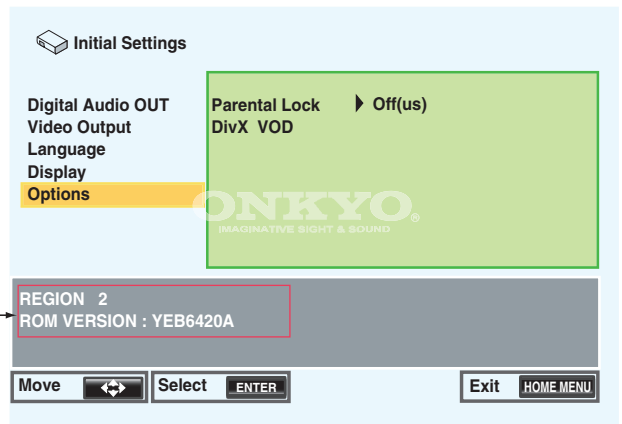 Initial Settings
Digital Audio OUT
Video Output
Language
Display
Options
Parental Lock Off(us)
DivX VOD
ONKYO®
IMAGINATIVE SIGHT & SOUND
REGION 2
ROM VERSION : YEB6420A
Move Select ENTER Exit HOME MENU